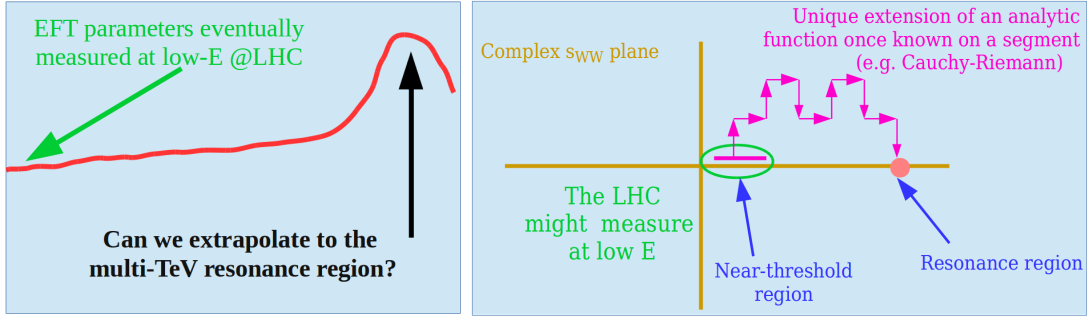 EFT parameters eventually
measured at low-E @LHC
Can we extrapolate to the
multi-TeV resonance region?
Unique extension of an analytic
function once known on a segment
(e.g. Cauchy-Riemann)
Complex sWW plane
The LHC
might measure
at low E
Near-threshold
region
Resonance region